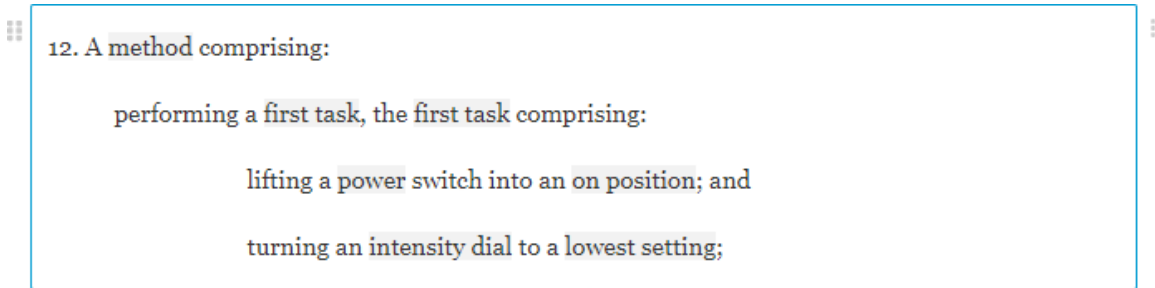 12. A method comprising:
performing a first task, the first task comprising:
lifting a power switch into an on position; and
turning an intensity dial to a lowest setting;